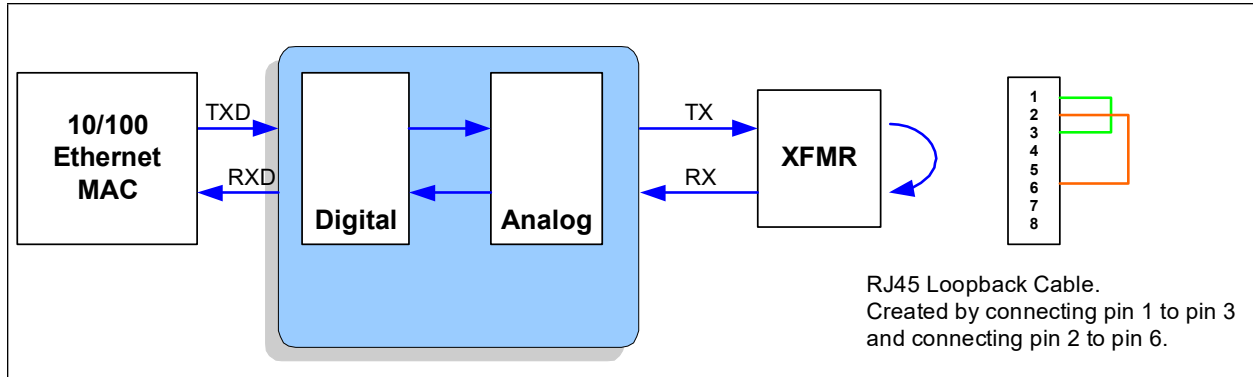 10/100
Ethernet
MAC
TXD
RXD
Digital
Analog
TX
RX
XFMR
1
2
3
4
5
6
7
8
RJ45 Loopback Cable.
Created by connecting pin 1 to pin 3
and connecting pin 2 to pin 6.